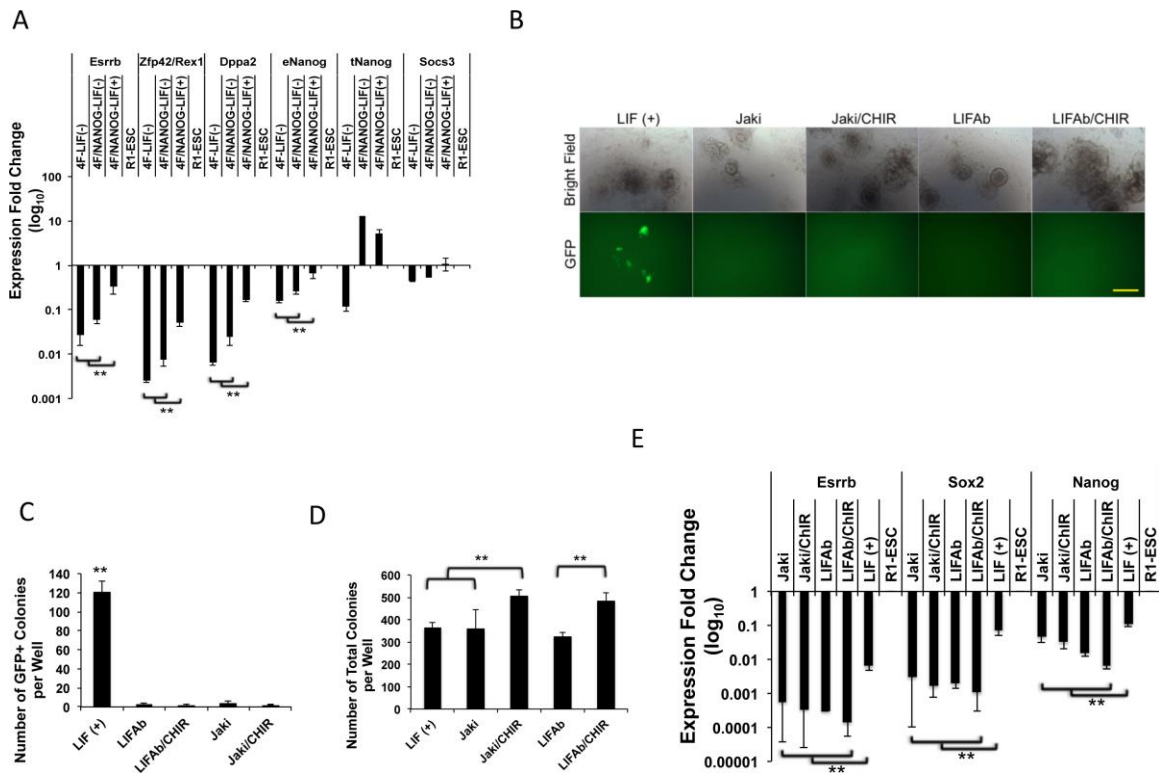 A
Esrrb Zfp42/Rex1 Dppa2 eNanog tNanog Socs3
4F-LIF(-) 4F/NANOG-LIF(-) 4F/NANOG-LIF(+) R1-ESC 4F-LIF(-) 4F/NANOG-LIF(-) 4F/NANOG-LIF(+) R1-ESC 4F-LIF(-) 4F/NANOG-LIF(-) 4F/NANOG-LIF(+) R1-ESC 4F-LIF(-) 4F/NANOG-LIF(-) 4F/NANOG-LIF(+) R1-ESC 4F-LIF(-) 4F/NANOG-LIF(-) 4F/NANOG-LIF(+) R1-ESC 4F-LIF(-) 4F/NANOG-LIF(-) 4F/NANOG-LIF(+) R1-ESC
Expression Fold Change
(log10)
100
10
1
0.1
0.01
0.001
**
**
**
**
B
LIF (+) Jaki Jaki/CHIR LIFAb LIFAb/CHIR
Bright Field
GFP
C
Number of GFP+ Colonies
per Well
140
120
100
80
60
40
20
0
**
LIF (+) LIFAb LIFAb/CHIR Jaki Jaki/CHIR
D
Number of Total Colonies
per Well
600
500
400
300
200
100
0
** **
LIF (+) Jaki Jaki/CHIR LIFAb LIFAb/CHIR
E
Esrrb Sox2 Nanog
Jaki Jaki/ChIR LIFAb LIFAb/ChIR LIF (+) R1-ESC Jaki Jaki/ChIR LIFAb LIFAb/ChIR LIF (+) R1-ESC Jaki Jaki/ChIR LIFAb LIFAb/ChIR LIF (+) R1-ESC
Expression Fold Change
(log10)
1
0.1
0.01
0.001
0.0001
0.00001
**
**
**